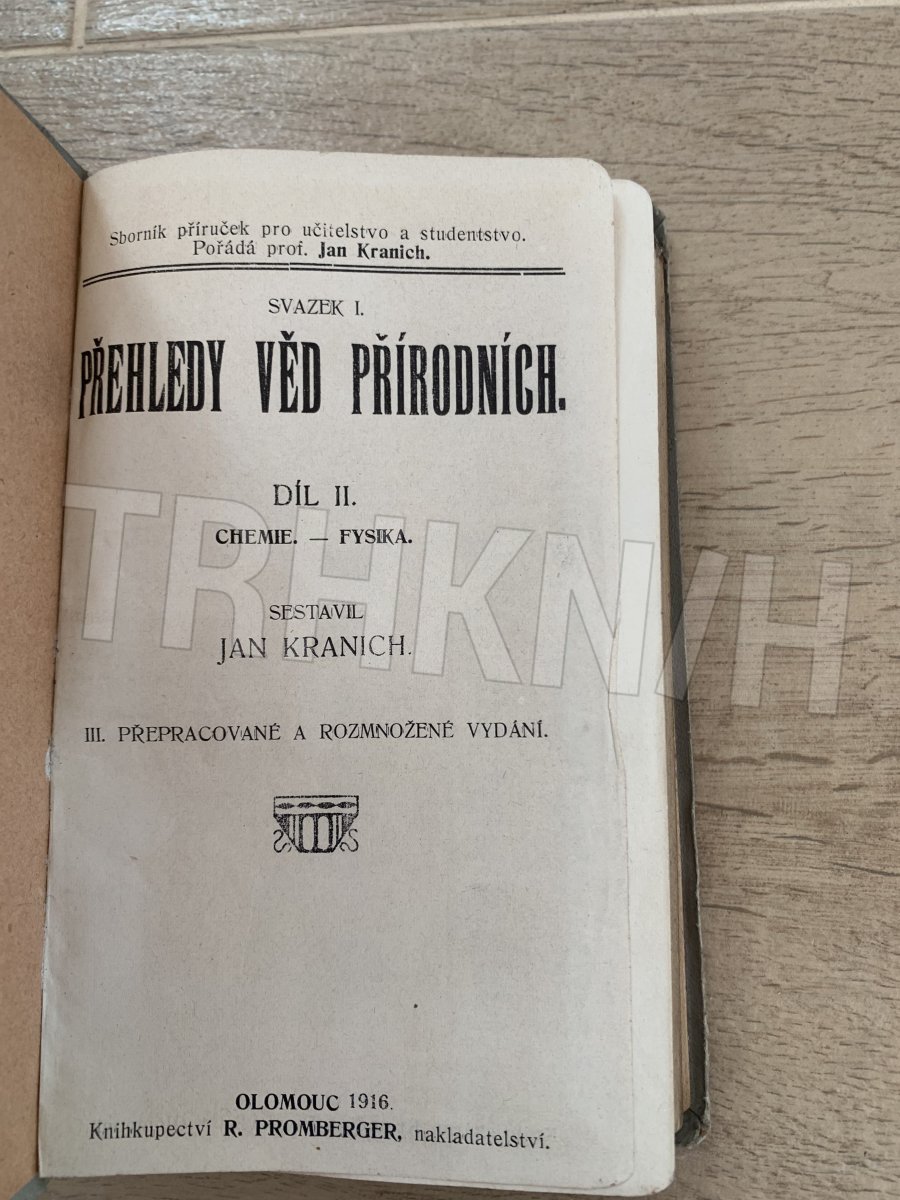 Sborník příruček pro učitelstvo a studentstvo.
Pořádá prof. Jan Kranich.
SVAZEK I.
PŘEHLEDY VĚD PŘÍRODNÍCH.
DÍL II.
CHEMIE. — FYSIKA.
TRHKNIH
SESTAVIL
JAN KRANICH.
III. PŘEPRACOVANÉ A ROZMNOŽENÉ VYDÁNÍ.
OLOMOUC 1916.
Knihkupectví R. PROMBERGER, nakladatelství.